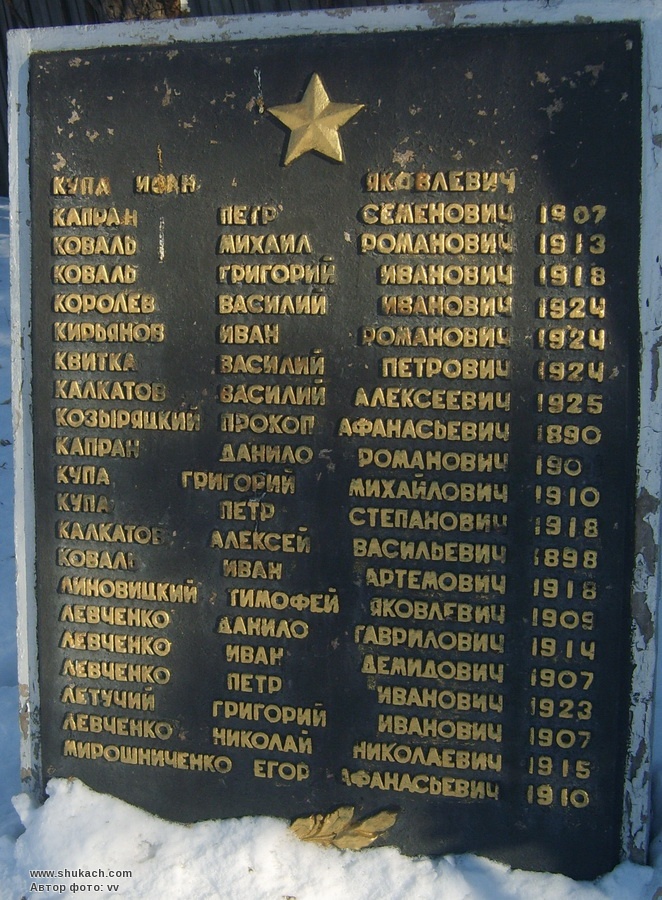 КУПА ИВАН ЯКОВЛЕВИЧ
КАПРАН ПЕТР СЕМЕНОВИЧ 1907
КОВАЛЬ МИХАИЛ РОМАНОВИЧ 1913
КОВАЛЬ ГРИГОРИЙ ИВАНОВИЧ 1918
КОРОЛЕВ ВАСИЛИЙ ИВАНОВИЧ 1924
КИРЬЯНОВ ИВАН РОМАНОВИЧ 1924
КВИТКА ВАСИЛИЙ ПЕТРОВИЧ 1924
КАЛКАТОВ ВАСИЛИЙ АЛЕКСЕЕВИЧ 1925
КОЗЫРЯЦКИЙ ПРОКОП АФАНАСЬЕВИЧ 1890
КАПРАН ДАНИЛО РОМАНОВИЧ 190
КУПА ГРИГОРИЙ МИХАЙЛОВИЧ 1910
КУПА ПЕТР СТЕПАНОВИЧ 1918
КАЛКАТОВ АЛЕКСЕЙ ВАСИЛЬЕВИЧ 1898
КОВАЛЬ ИВАН АРТЕМОВИЧ 1918
ЛИНОВИЦКИЙ ТИМОФЕЙ ЯКОВЛЕВИЧ 1909
ЛЕВЧЕНКО ДАНИЛО ГАВРИЛОВИЧ 1914
ЛЕВЧЕНКО ИВАН ДЕМИДОВИЧ 1907
ЛЕВЧЕНКО ПЕТР ИВАНОВИЧ 1923
ЛЕТУЧИЙ ГРИГОРИЙ ИВАНОВИЧ 1907
ЛЕВЧЕНКО НИКОЛАЙ НИКОЛАЕВИЧ 1915
МИРОШНИЧЕНКО ЕГОР АФАНАСЬЕВИЧ 1910
www.shukach.com
Автор фото: vv